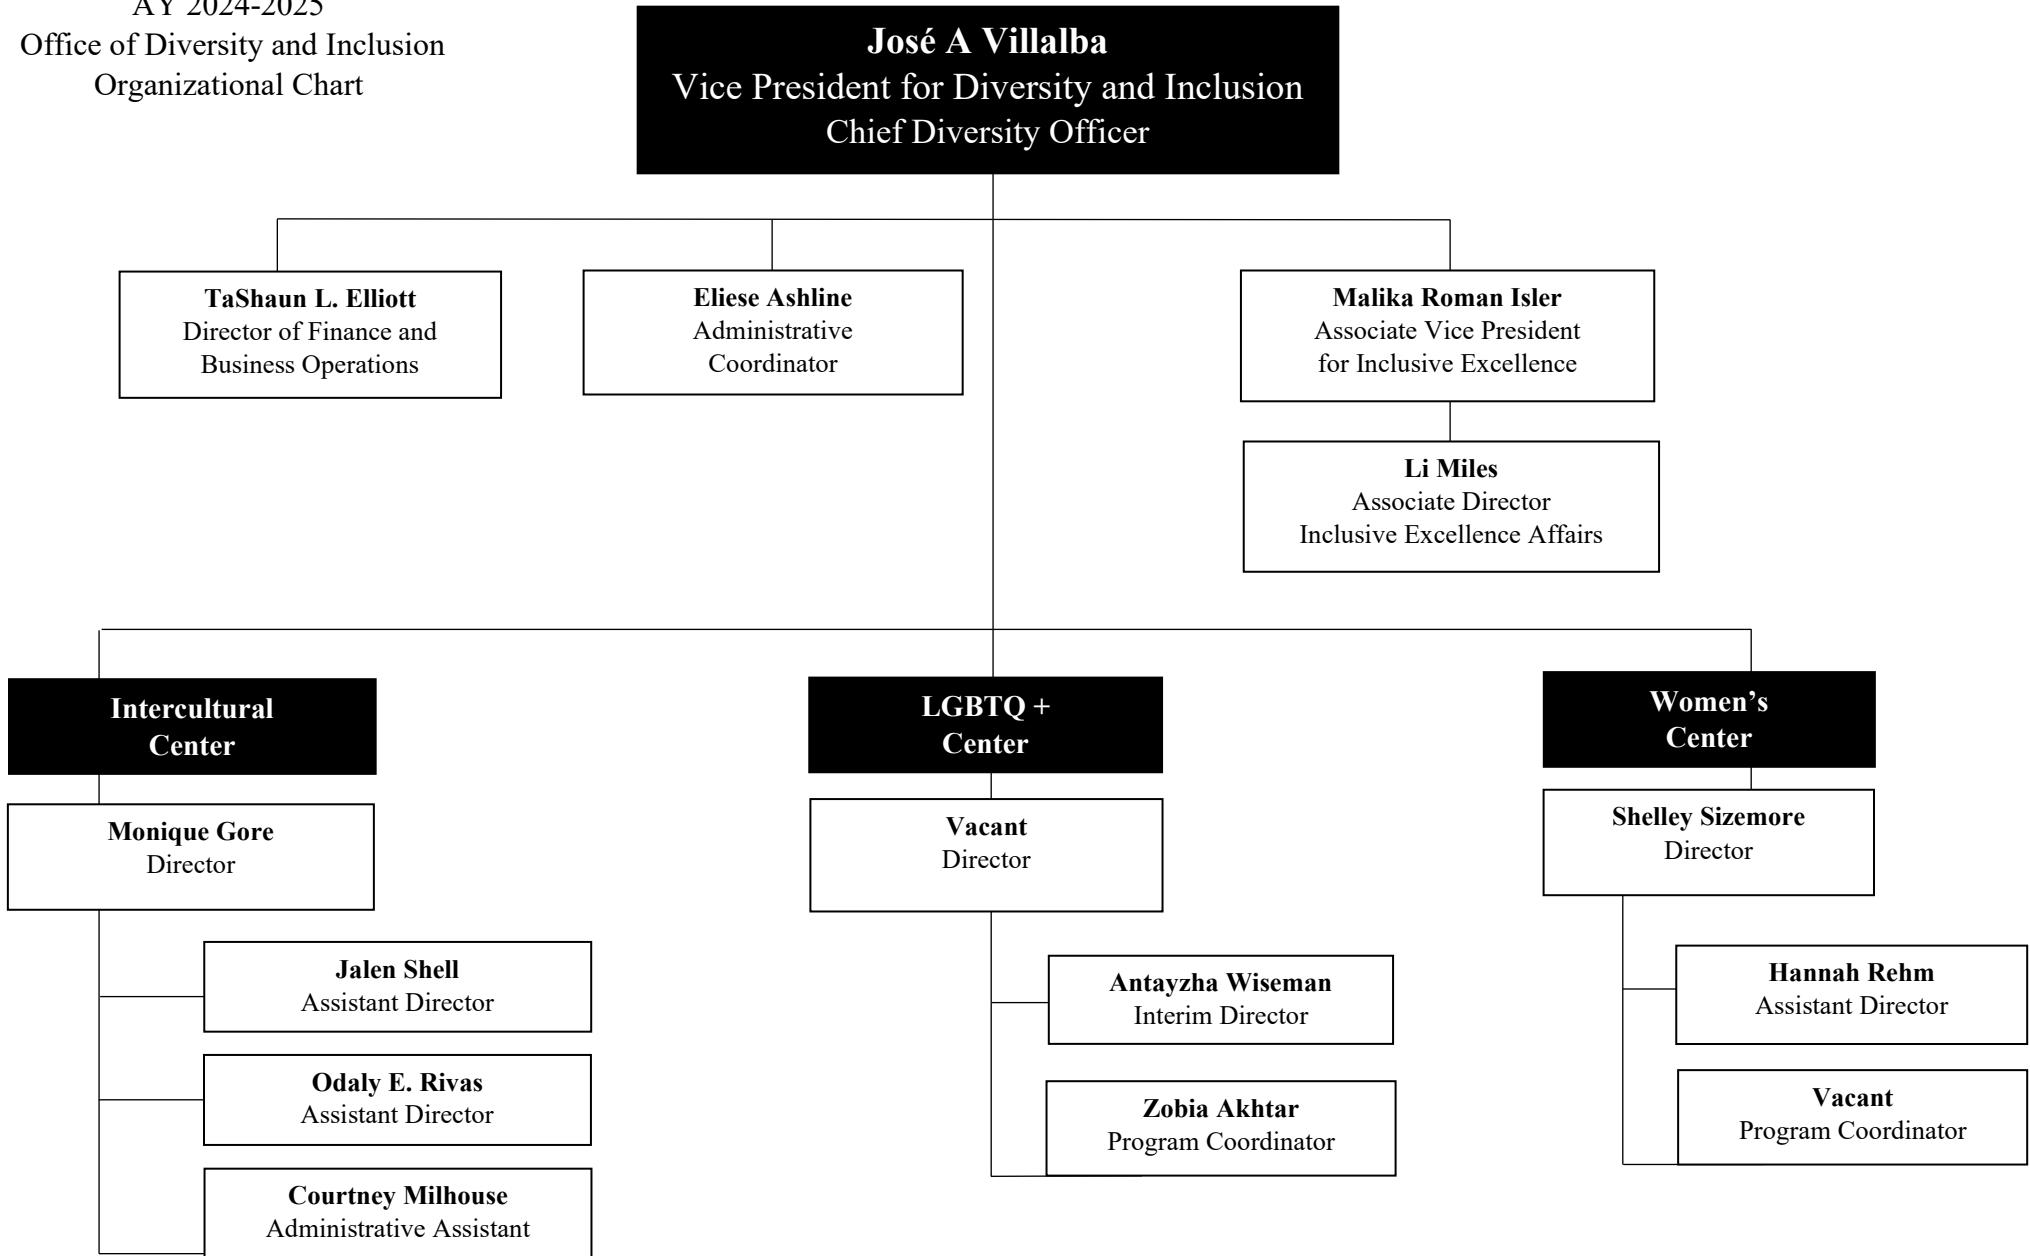 AY 2024-2025
Office of Diversity and Inclusion
Organizational Chart
José A Villalba
Vice President for Diversity and Inclusion
Chief Diversity Officer
TaShaun L. Elliott
Director of Finance and
Business Operations
Eliese Ashline
Administrative
Coordinator
Malika Roman Isler
Associate Vice President
for Inclusive Excellence
Li Miles
Associate Director
Inclusive Excellence Affairs
Intercultural
Center
Monique Gore
Director
Jalen Shell
Assistant Director
Odaly E. Rivas
Assistant Director
Courtney Milhouse
Administrative Assistant
LGBTQ +
Center
Vacant
Director
Antayzha Wiseman
Interim Director
Zobia Akhtar
Program Coordinator
Women’s
Center
Shelley Sizemore
Director
Hannah Rehm
Assistant Director
Vacant
Program Coordinator